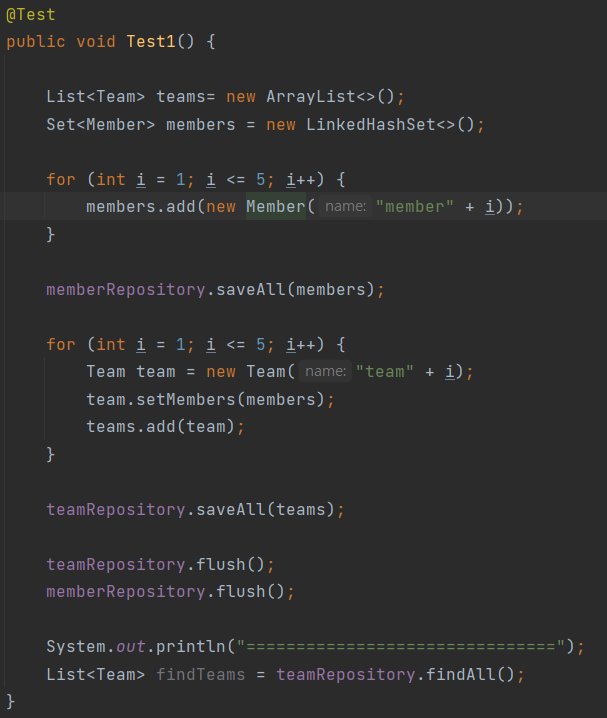 @Test
public void Test1() {
List<Team> teams= new ArrayList<>();
Set<Member> members = new LinkedHashSet<>();
for (int i = 1; i <= 5; i++) {
members.add(new Member( name: "member" + i));
}
memberRepository.saveAll(members);
for (int i = 1; i <= 5; i++) {
Team team = new Team( name: "team" + i);
team.setMembers(members);
teams.add(team);
}
teamRepository.saveAll(teams);
teamRepository.flush();
memberRepository.flush();
System.out.println("===============================");
List<Team> findTeams = teamRepository.findAll();
}